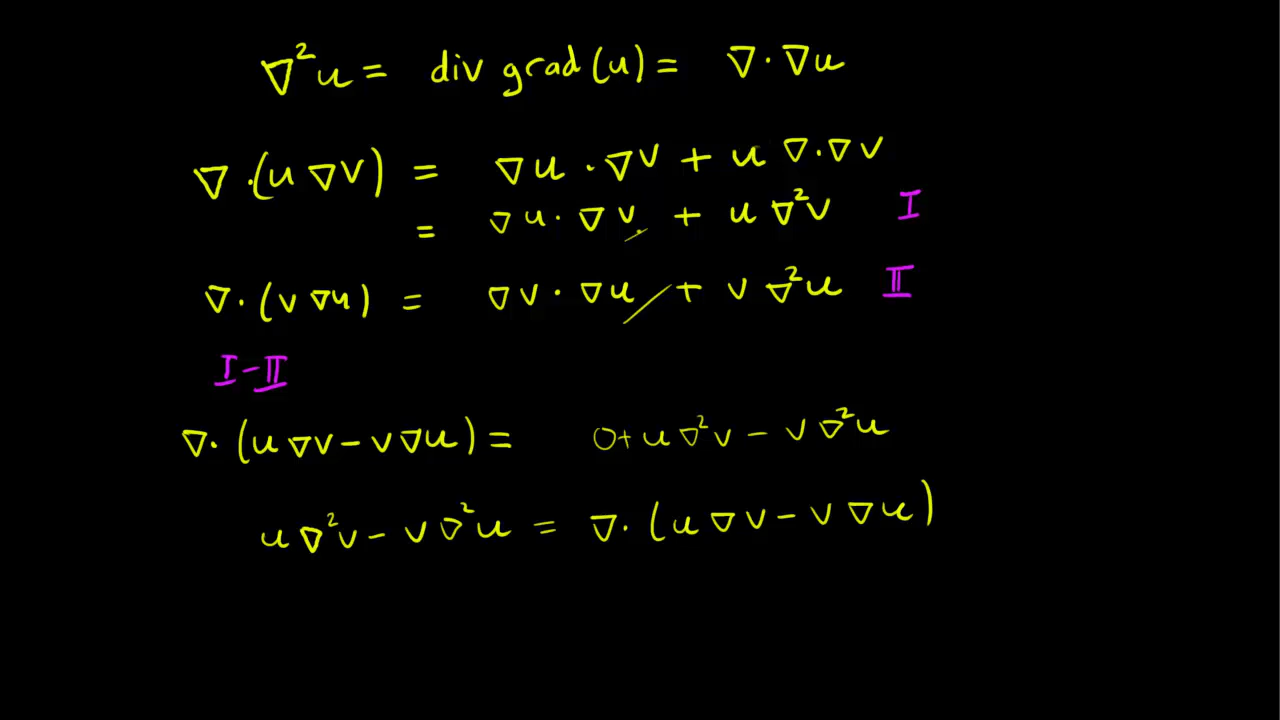 ∇²u = div grad(u) = ∇·∇u
∇·(u∇v) = ∇u·∇v + u∇·∇v
= ∇u·∇v + u∇²v I
∇·(v∇u) = ∇v·∇u + v∇²u II
I-II
∇·(u∇v-v∇u) = 0+u∇²v-v∇²u
u∇²v-v∇²u = ∇·(u∇v-v∇u)